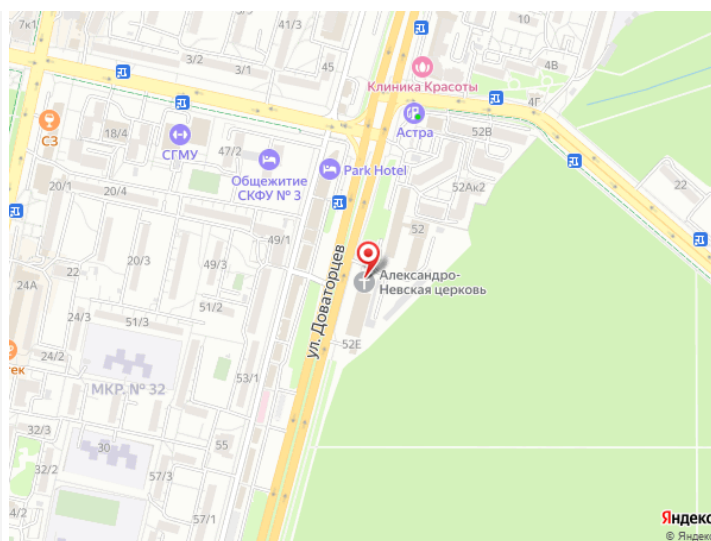 7к1
41/3
10
3/2
3/1
45
Клиника Красоты
4В
4Г
СЗ
18/4
СГМУ
47/2
Астра
52В
Общежитие
СКФУ № 3
Park Hotel
52Ак2
22
20/1
20/4
49/1
52
22
20/3
49/3
24А
Александро-
Невская церковь
ул. Доваторцев
51/2
51/3
24/2
52Е
тек
53/1
МКР. № 32
32/3
30
55
32/2
57/3
4/2
57/1
Яндекс
© Яндекс